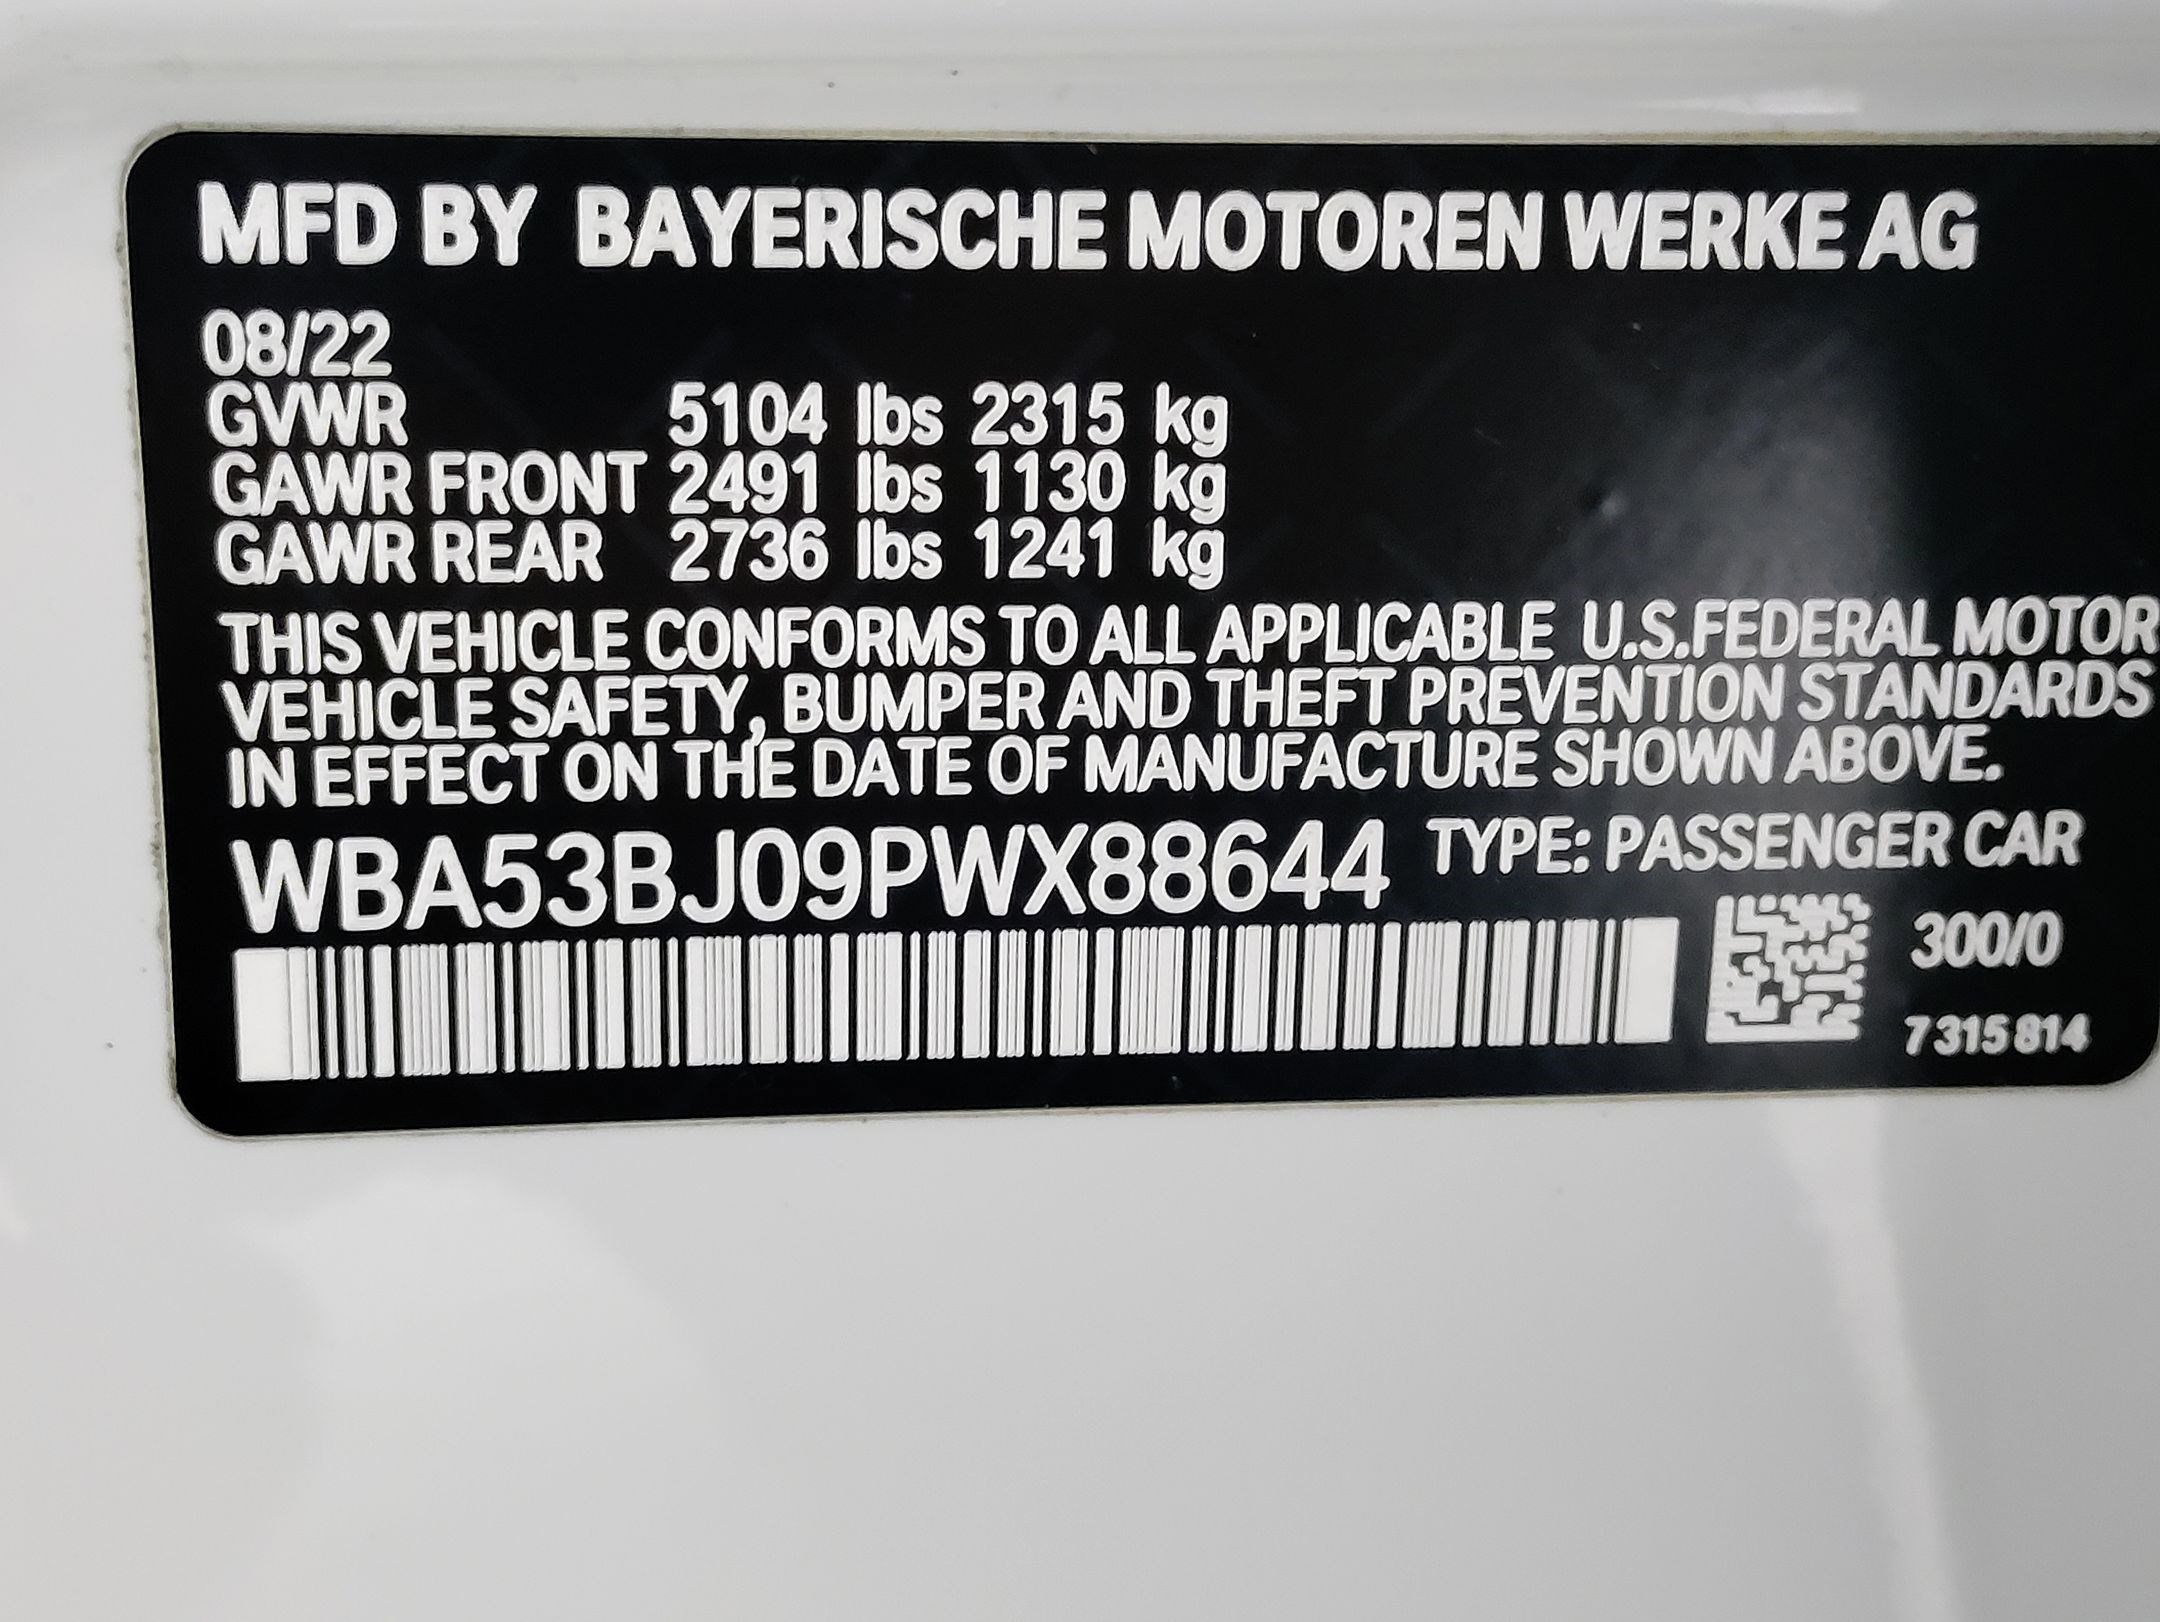 MFD BY BAYERISCHE MOTOREN WERKE AG
08/22
GVWR 5104 lbs 2315 kg
GAWR FRONT 2491 lbs 1130 kg
GAWR REAR 2736 lbs 1241 kg
THIS VEHICLE CONFORMS TO ALL APPLICABLE U.S.FEDERAL MOTOR
VEHICLE SAFETY, BUMPER AND THEFT PREVENTION STANDARDS
IN EFFECT ON THE DATE OF MANUFACTURE SHOWN ABOVE.
WBA53BJ09PWX88644 TYPE: PASSENGER CAR
300/0
7315814